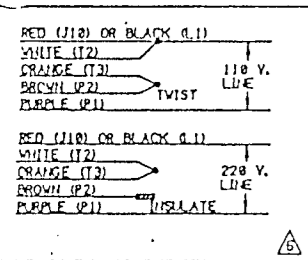 RED (J10) OR BLACK (L1)
WHITE (T2)
ORANGE (T3)
BROWN (P2)
PURPLE (P1)
TWIST
110 V.
LINE
RED (J10) OR BLACK (L1)
WHITE (T2)
ORANGE (T3)
BROWN (P2)
PURPLE (P1)
INSULATE
220 V.
LINE
5